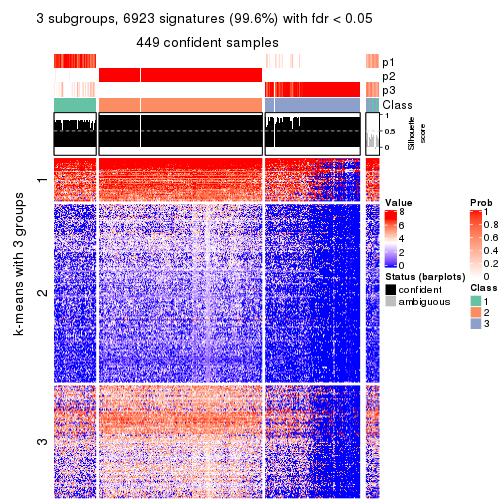 3 subgroups, 6923 signatures (99.6%) with fdr < 0.05
449 confident samples
p1
p2
p3
Class
1
0.5
0
Silhouette
score
k-means with 3 groups
1
2
3
Value
8
6
4
2
0
Status (barplots)
confident
ambiguous
Prob
1
0.8
0.6
0.4
0.2
0
Class
1
2
3